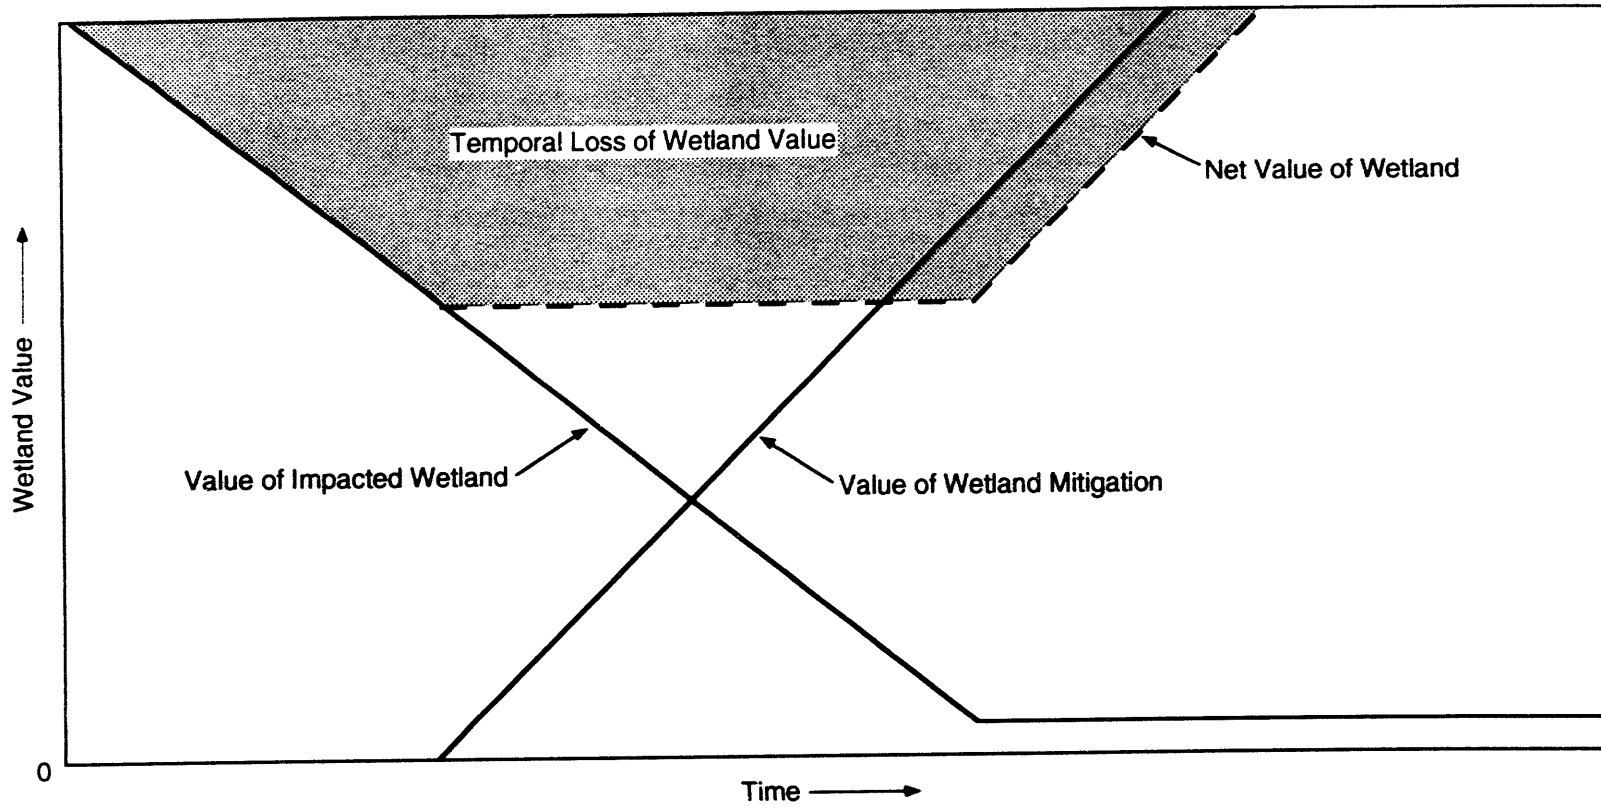 Temporal Loss of Wetland Value
Net Value of Wetland
Wetland Value
Value of Impacted Wetland
Value of Wetland Mitigation
0
Time